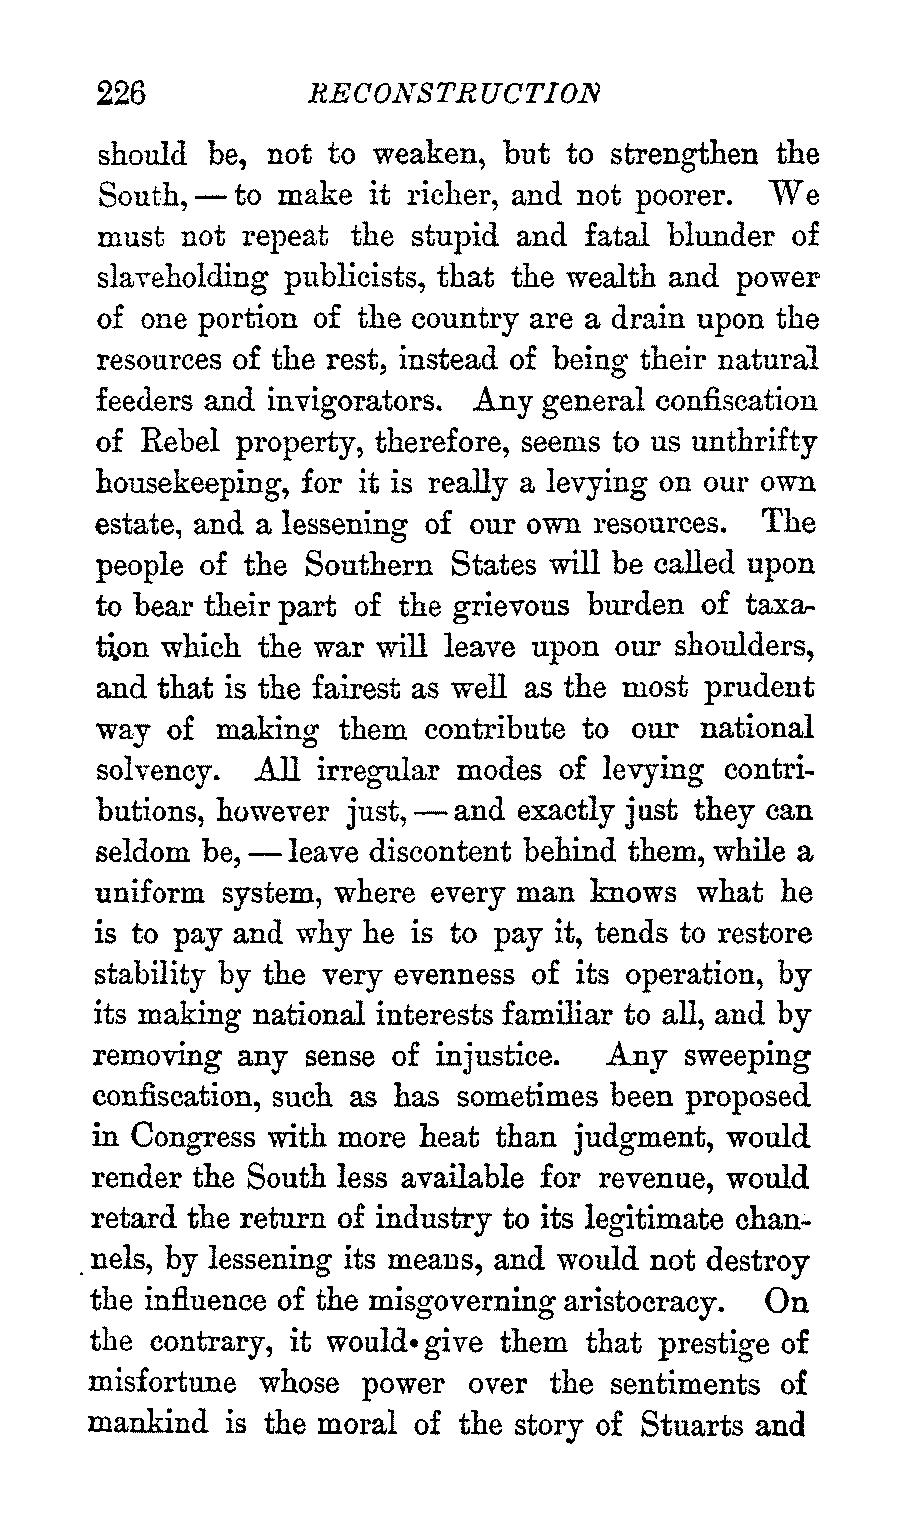 226 RECONSTRUCTION
should be, not to weaken, but to strengthen the
South, — to make it richer, and not poorer. We
must not repeat the stupid and fatal blunder of
slaveholding publicists, that the wealth and power
of one portion of the country are a drain upon the
resources of the rest, instead of being their natural
feeders and invigorators. Any general confiscation
of Rebel property, therefore, seems to us unthrifty
housekeeping, for it is really a levying on our own
estate, and a lessening of our own resources. The
people of the Southern States will be called upon
to bear their part of the grievous burden of taxa-
tion which the war will leave upon our shoulders,
and that is the fairest as well as the most prudent
way of making them contribute to our national
solvency. All irregular modes of levying contri-
butions, however just, — and exactly just they can
seldom be, — leave discontent behind them, while a
uniform system, where every man knows what he
is to pay and why he is to pay it, tends to restore
stability by the very evenness of its operation, by
its making national interests familiar to all, and by
removing any sense of injustice. Any sweeping
confiscation, such as has sometimes been proposed
in Congress with more heat than judgment, would
render the South less available for revenue, would
retard the return of industry to its legitimate chan-
nels, by lessening its means, and would not destroy
the influence of the misgoverning aristocracy. On
the contrary, it would give them that prestige of
misfortune whose power over the sentiments of
mankind is the moral of the story of Stuarts and